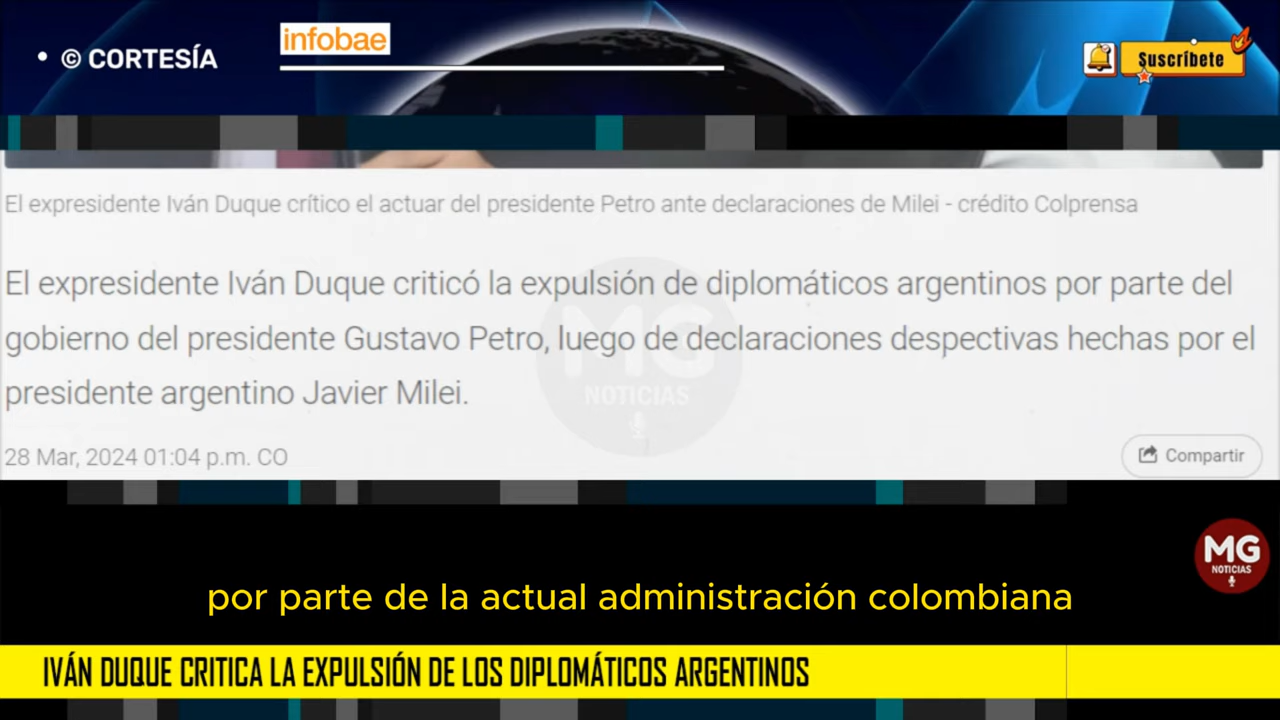 • © CORTESÍA
infobae
Suscríbete
El expresidente Iván Duque crítico el actuar del presidente Petro ante declaraciones de Milei - crédito Colprensa
El expresidente Iván Duque criticó la expulsión de diplomáticos argentinos por parte del
gobierno del presidente Gustavo Petro, luego de declaraciones despectivas hechas por el
presidente argentino Javier Milei.
MG
NOTICIAS
28 Mar, 2024 01:04 p.m. CO
Compartir
MG
NOTICIAS
por parte de la actual administración colombiana
IVÁN DUQUE CRITICA LA EXPULSIÓN DE LOS DIPLOMÁTICOS ARGENTINOS